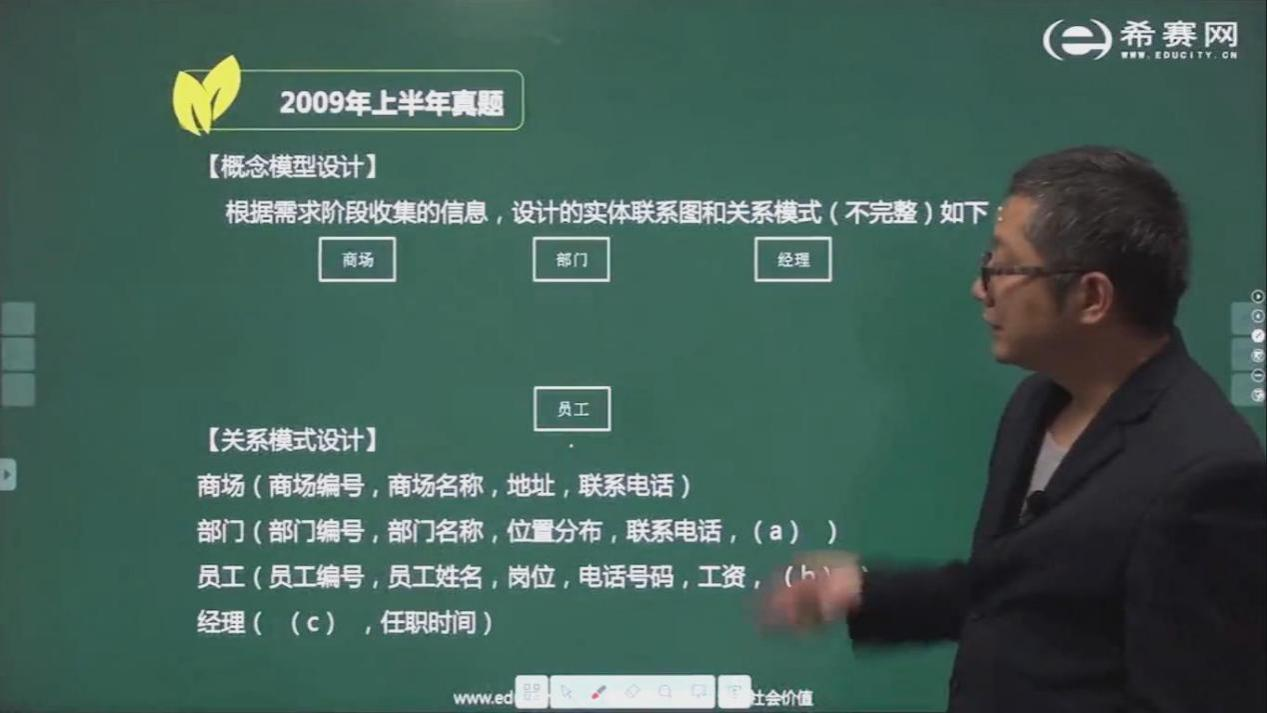 希赛网
WWW.EDUCITY.CN
2009年上半年真题
【概念模型设计】
根据需求阶段收集的信息，设计的实体联系图和关系模式（不完整）如下：
商场
部门
经理
员工
【关系模式设计】
商场（商场编号，商场名称，地址，联系电话）
部门（部门编号，部门名称，位置分布，联系电话，（a） ）
员工（员工编号，员工姓名，岗位，电话号码，工资，（b）
经理（ （c） ，任职时间）
www.ed 社会价值